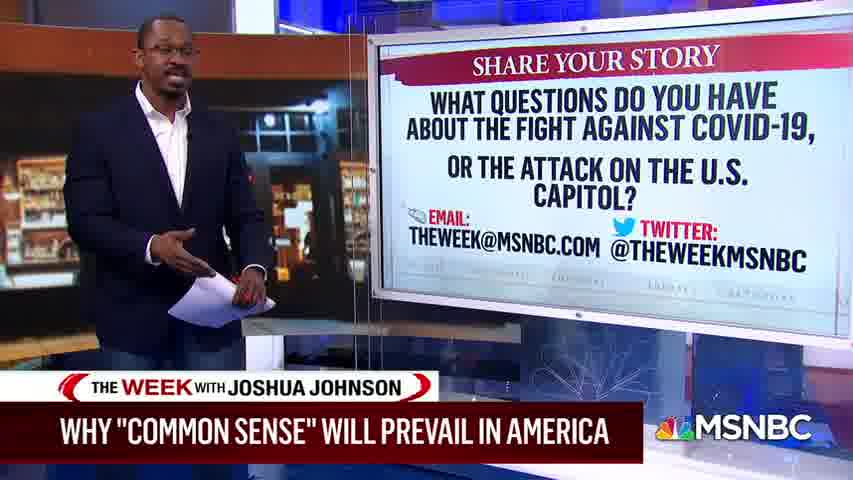 SHARE YOUR STORY
WHAT QUESTIONS DO YOU HAVE
ABOUT THE FIGHT AGAINST COVID-19,
OR THE ATTACK ON THE U.S.
CAPITOL?
EMAIL:
THEWEEK@MSNBC.COM
TWITTER:
@THEWEEKMSNBC
THE WEEK WITH JOSHUA JOHNSON
WHY "COMMON SENSE" WILL PREVAIL IN AMERICA
MSNBC